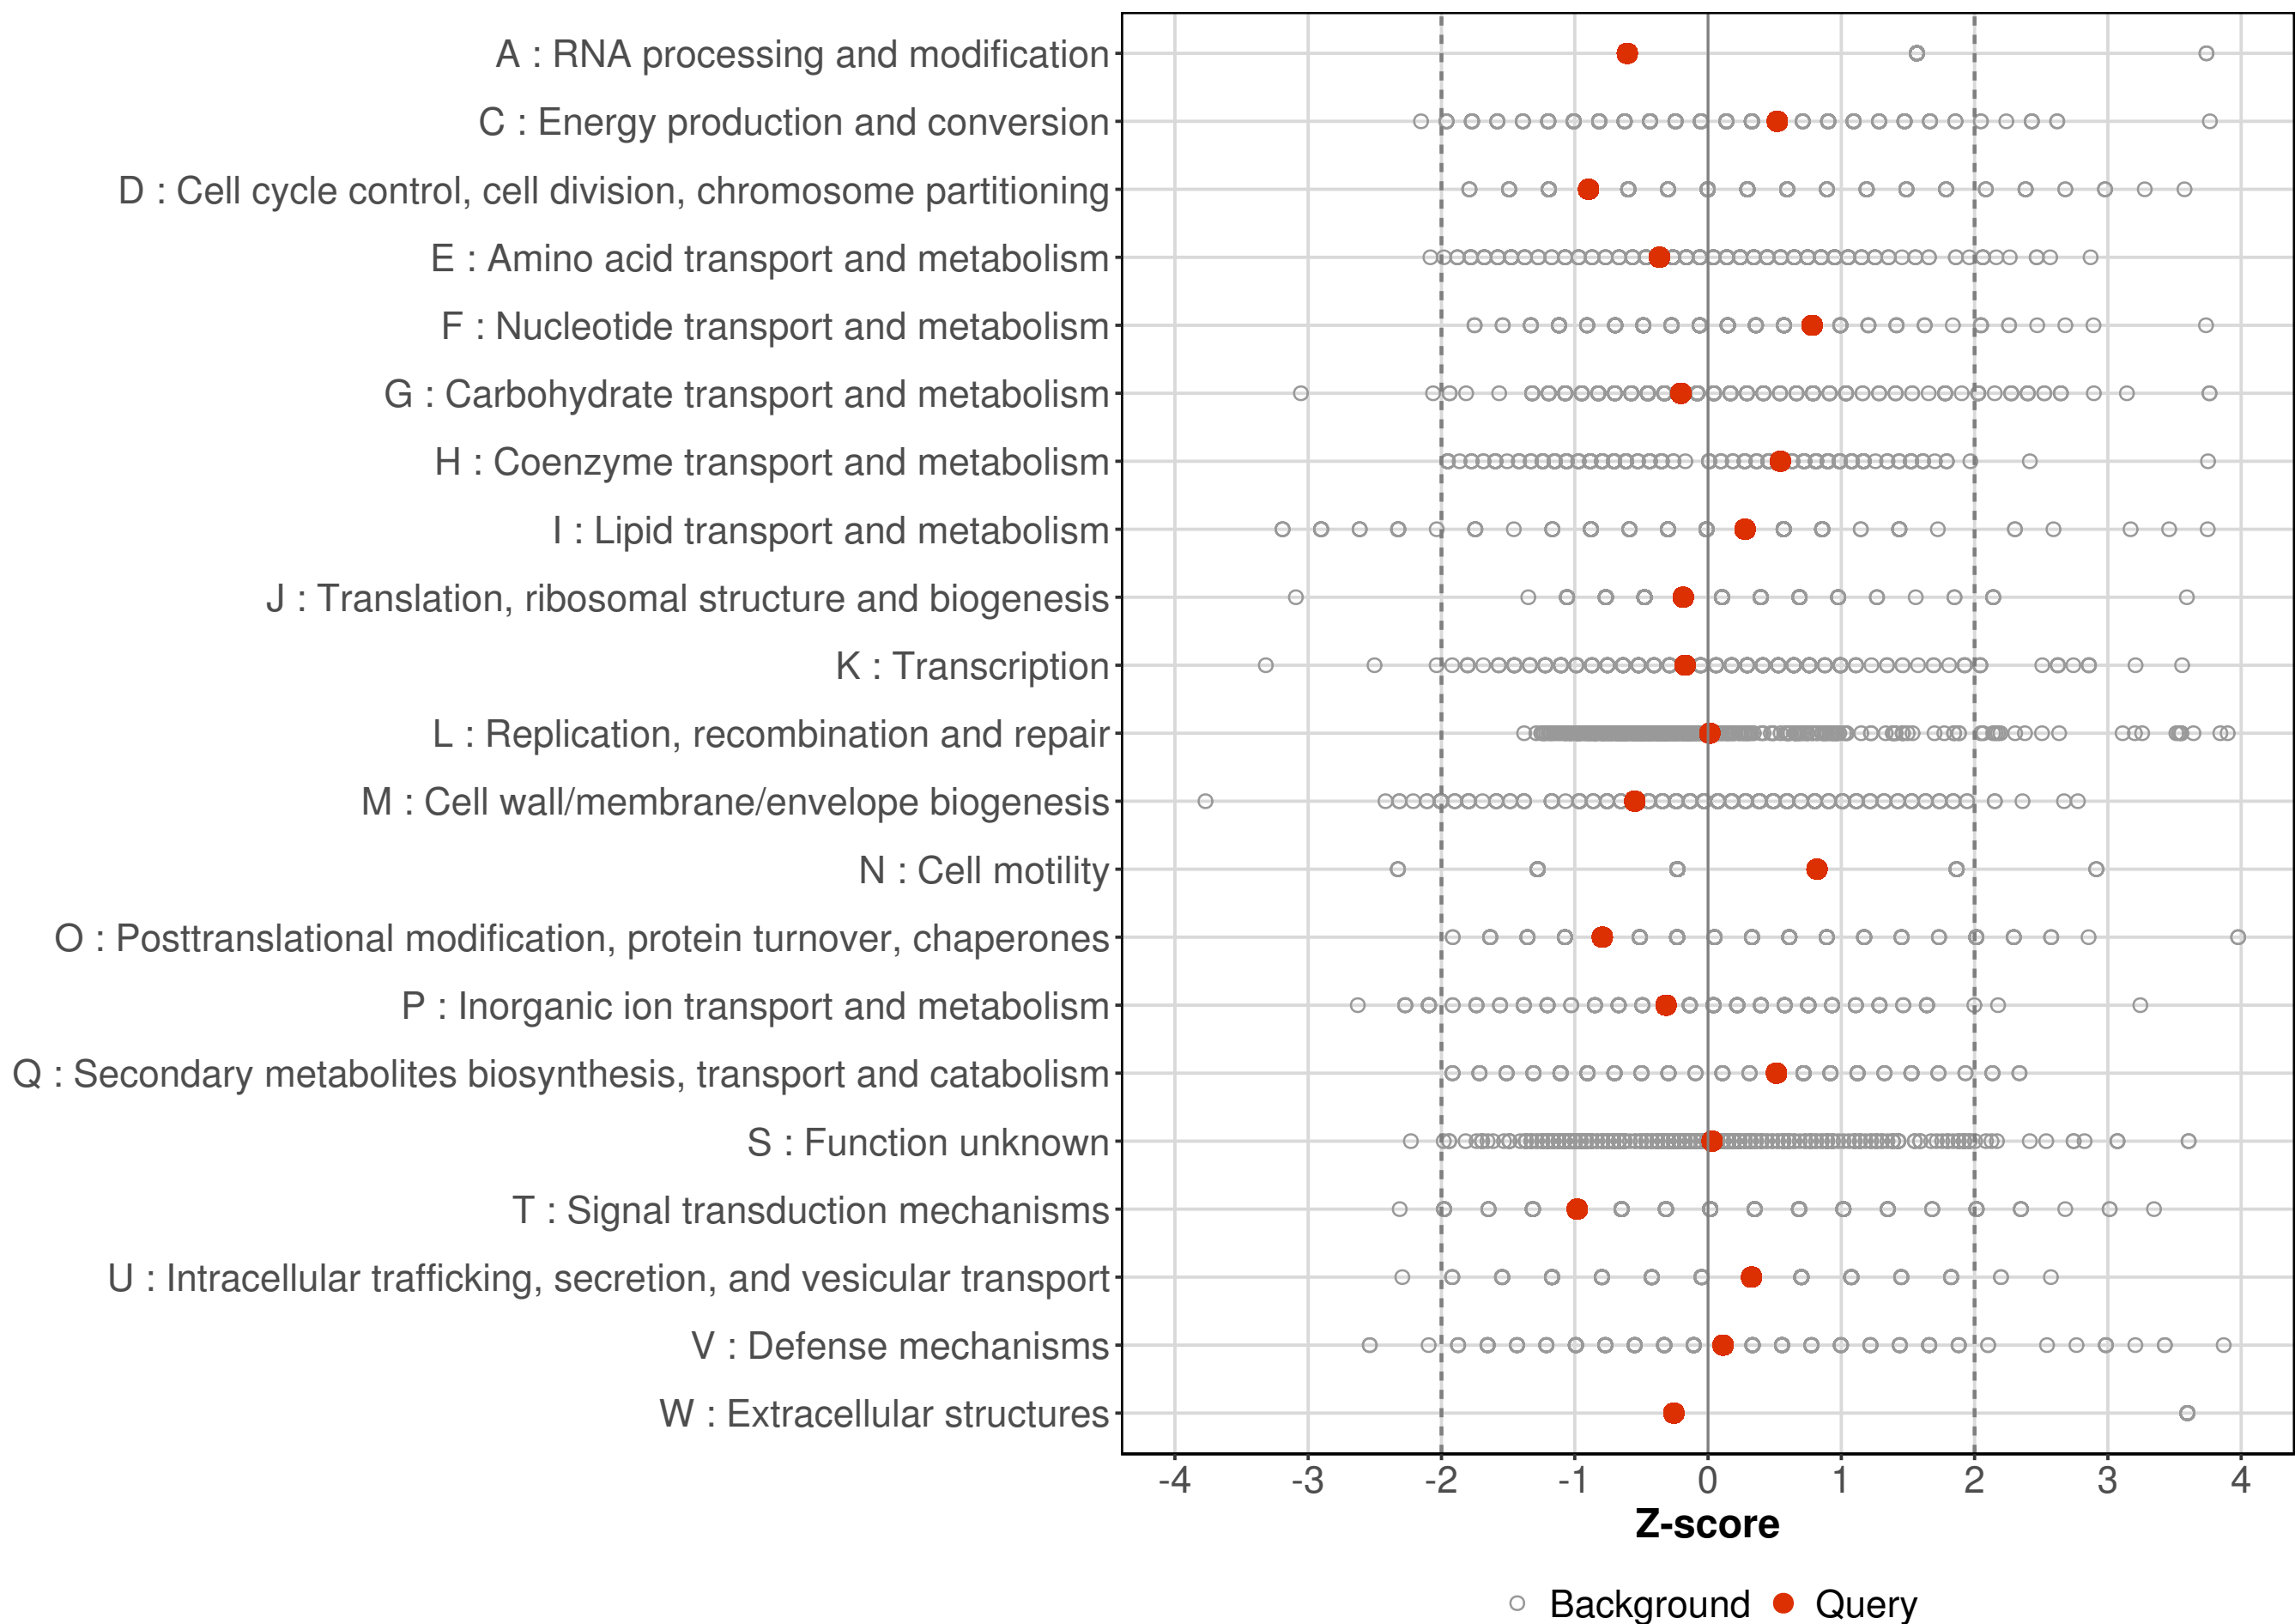 A : RNA processing and modification
C : Energy production and conversion
D : Cell cycle control, cell division, chromosome partitioning
E : Amino acid transport and metabolism
F : Nucleotide transport and metabolism
G : Carbohydrate transport and metabolism
H : Coenzyme transport and metabolism
I : Lipid transport and metabolism
J : Translation, ribosomal structure and biogenesis
K : Transcription
L : Replication, recombination and repair
M : Cell wall/membrane/envelope biogenesis
N : Cell motility
O : Posttranslational modification, protein turnover, chaperones
P : Inorganic ion transport and metabolism
Q : Secondary metabolites biosynthesis, transport and catabolism
S : Function unknown
T : Signal transduction mechanisms
U : Intracellular trafficking, secretion, and vesicular transport
V : Defense mechanisms
W : Extracellular structures
-4 -3 -2 -1 0 1 2 3 4
Z-score
Background Query